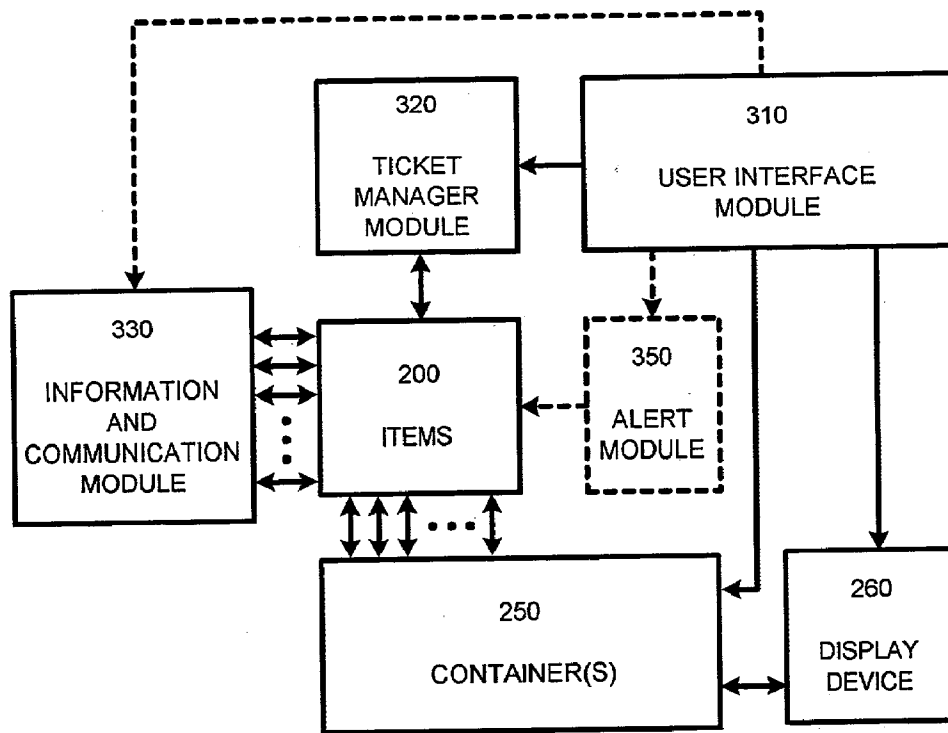 320
TICKET
MANAGER
MODULE
310
USER INTERFACE
MODULE
330
INFORMATION
AND
COMMUNICATION
MODULE
200
ITEMS
350
ALERT
MODULE
250
CONTAINER(S)
260
DISPLAY
DEVICE